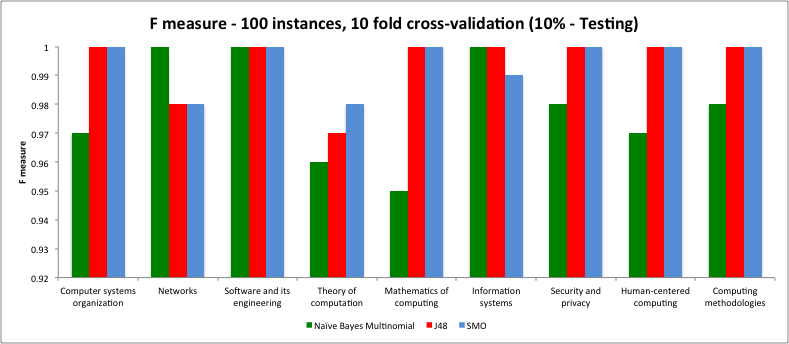 F measure - 100 instances, 10 fold cross-validation (10% - Testing)
1
0.99
0.98
0.97
0.96
0.95
0.94
0.93
0.92
F measure
Computer systems
organization
Networks
Software and its
engineering
Theory of
computation
Mathematics of
computing
Information
systems
Security and
privacy
Human-centered
computing
Computing
methodologies
Naïve Bayes Multinomial
J48
SMO